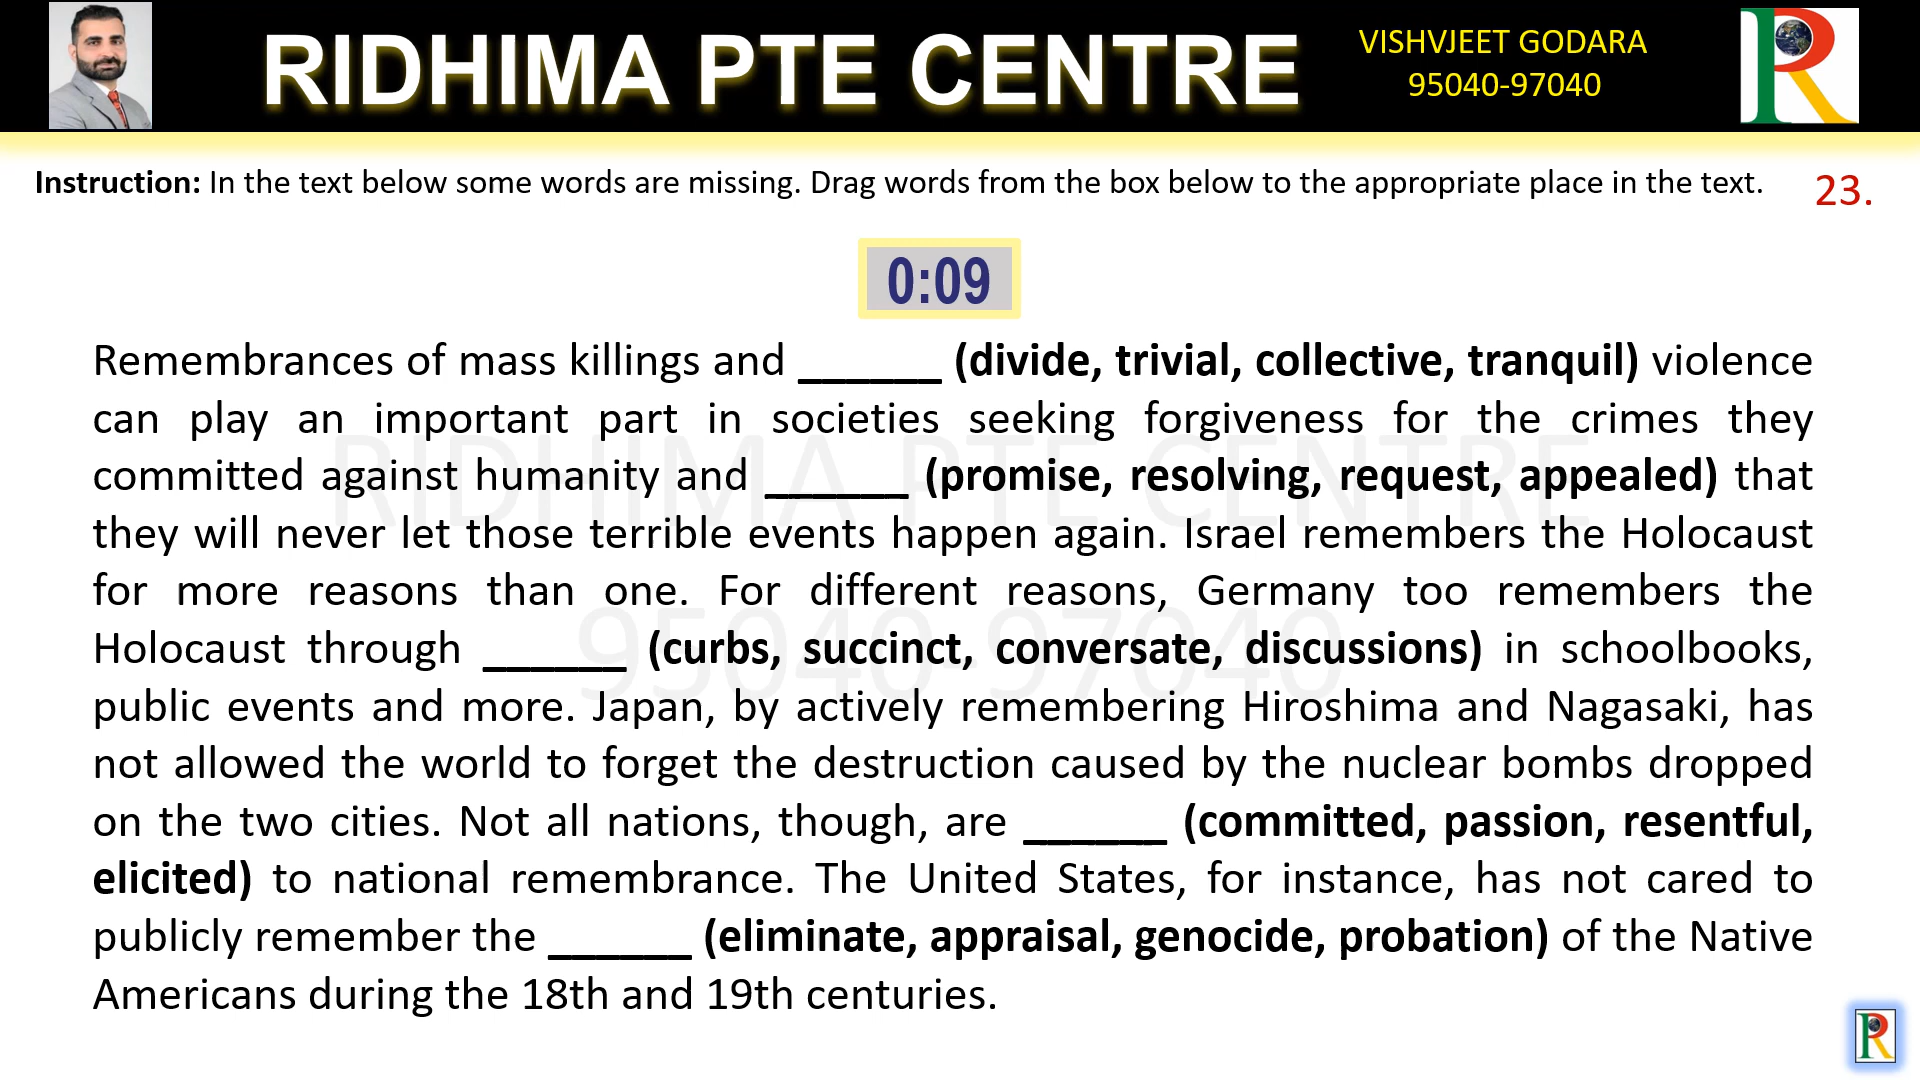 RIDHIMA PTE CENTRE
VISHVJEET GODARA
95040-97040
R
Instruction: In the text below some words are missing. Drag words from the box below to the appropriate place in the text.
23.
0:09
Remembrances of mass killings and ______ (divide, trivial, collective, tranquil) violence
can play an important part in societies seeking forgiveness for the crimes they
committed against humanity and ______ (promise, resolving, request, appealed) that
they will never let those terrible events happen again. Israel remembers the Holocaust
for more reasons than one. For different reasons, Germany too remembers the
Holocaust through ______ (curbs, succinct, conversate, discussions) in schoolbooks,
public events and more. Japan, by actively remembering Hiroshima and Nagasaki, has
not allowed the world to forget the destruction caused by the nuclear bombs dropped
on the two cities. Not all nations, though, are ______ (committed, passion, resentful,
elicited) to national remembrance. The United States, for instance, has not cared to
publicly remember the ______ (eliminate, appraisal, genocide, probation) of the Native
Americans during the 18th and 19th centuries.
RIDHIMA PTE CENTRE
95040-97040
R